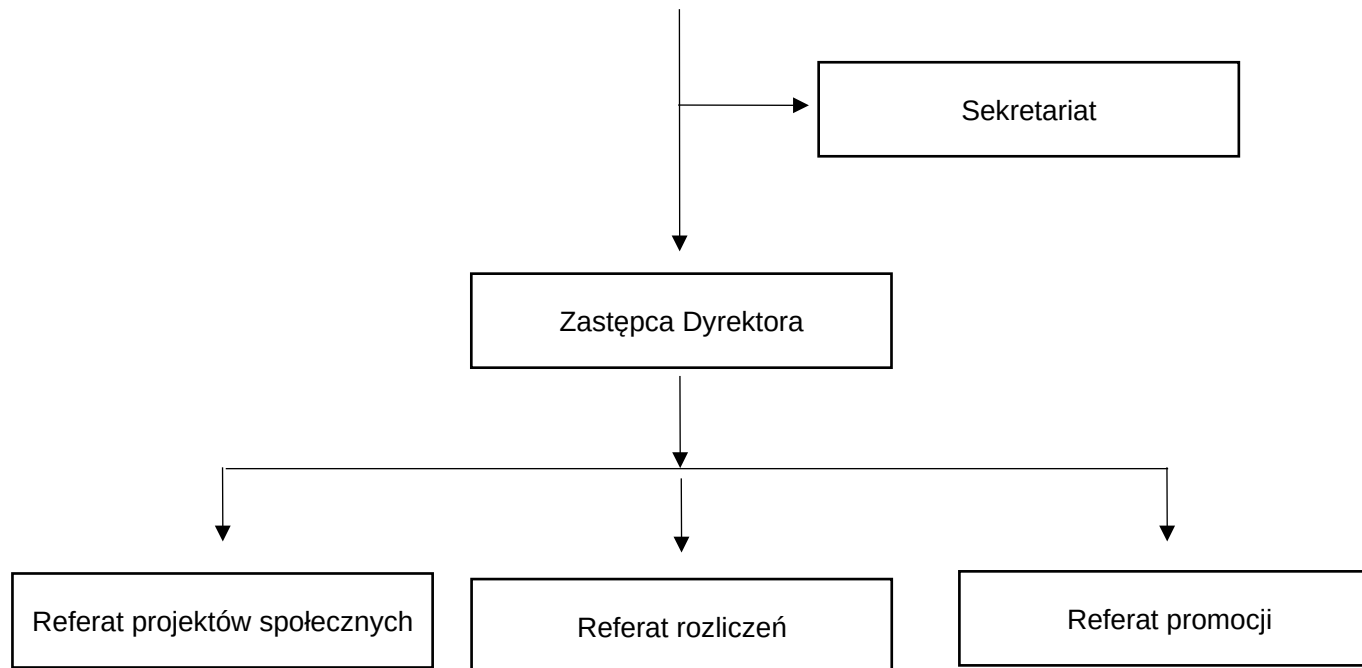 Sekretariat
Zastępca Dyrektora
Referat projektów społecznych
Referat rozliczeń
Referat promocji